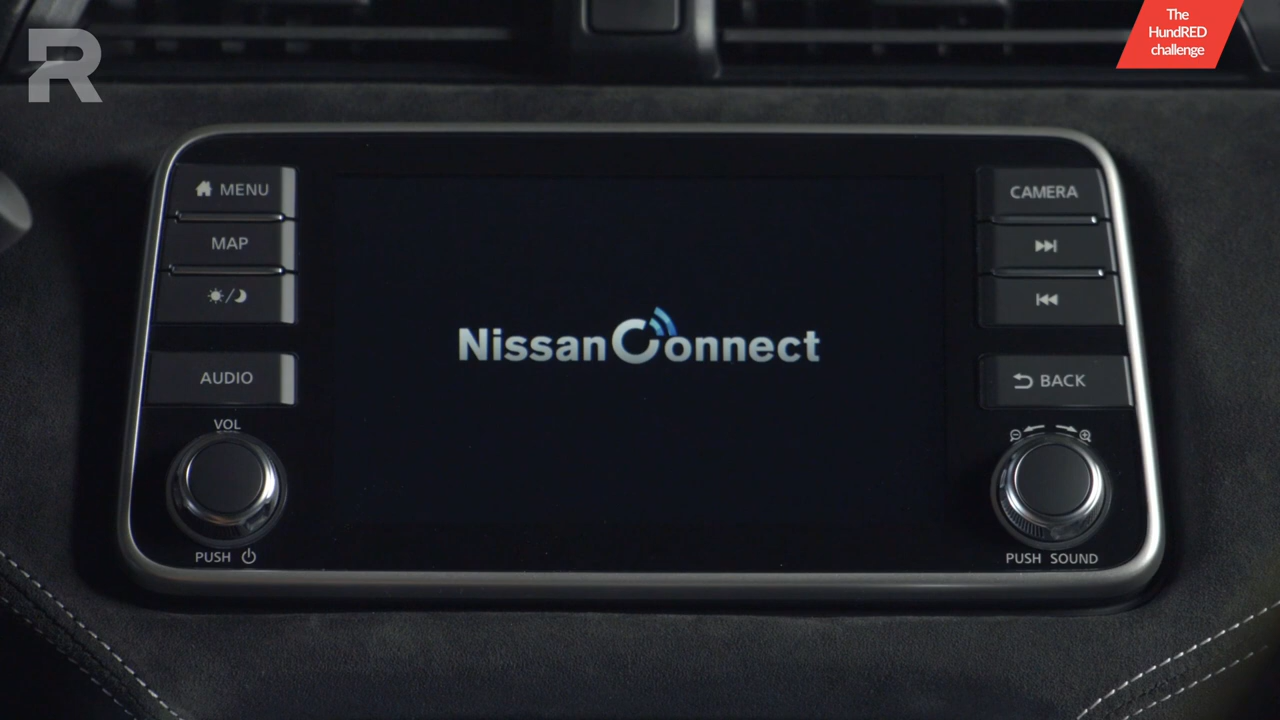 R
The
HundRED
challenge
MENU
MAP
AUDIO
VOL
PUSH
NissanConnect
CAMERA
BACK
PUSH SOUND